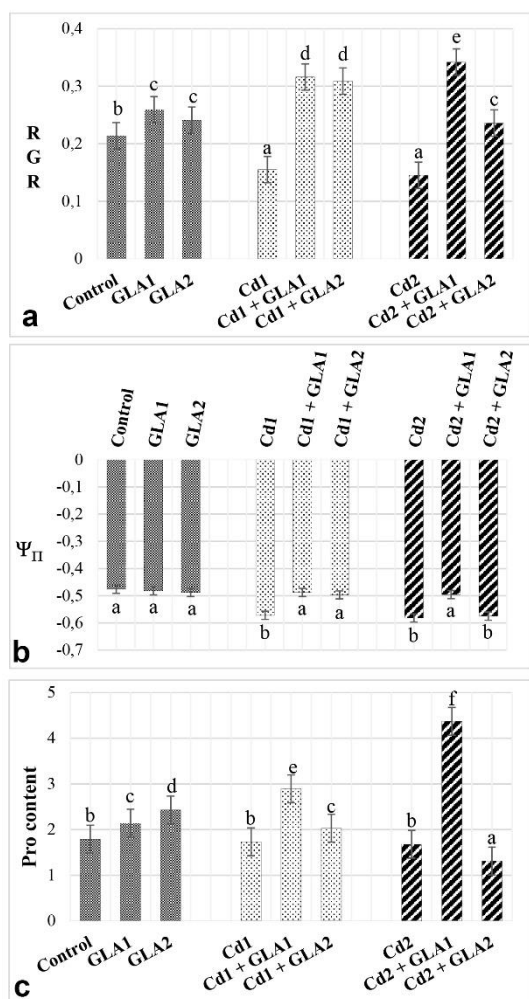 0,4
0,3
0,2
0,1
0
R
G
R
b
c
c
a
d
d
a
e
c
Control
GLA1
GLA2
Cd1
Cd1 + GLA1
Cd1 + GLA2
Cd2
Cd2 + GLA1
Cd2 + GLA2
a
Control
GLA1
GLA2
Cd1
Cd1 + GLA1
Cd1 + GLA2
Cd2
Cd2 + GLA1
Cd2 + GLA2
0
-0,1
-0,2
-0,3
-0,4
-0,5
-0,6
-0,7
ΨΠ
a
a
a
b
a
a
b
a
b
b
5
4
3
2
1
0
Pro content
b
c
d
b
e
c
b
f
a
Control
GLA1
GLA2
Cd1
Cd1 + GLA1
Cd1 + GLA2
Cd2
Cd2 + GLA1
Cd2 + GLA2
c